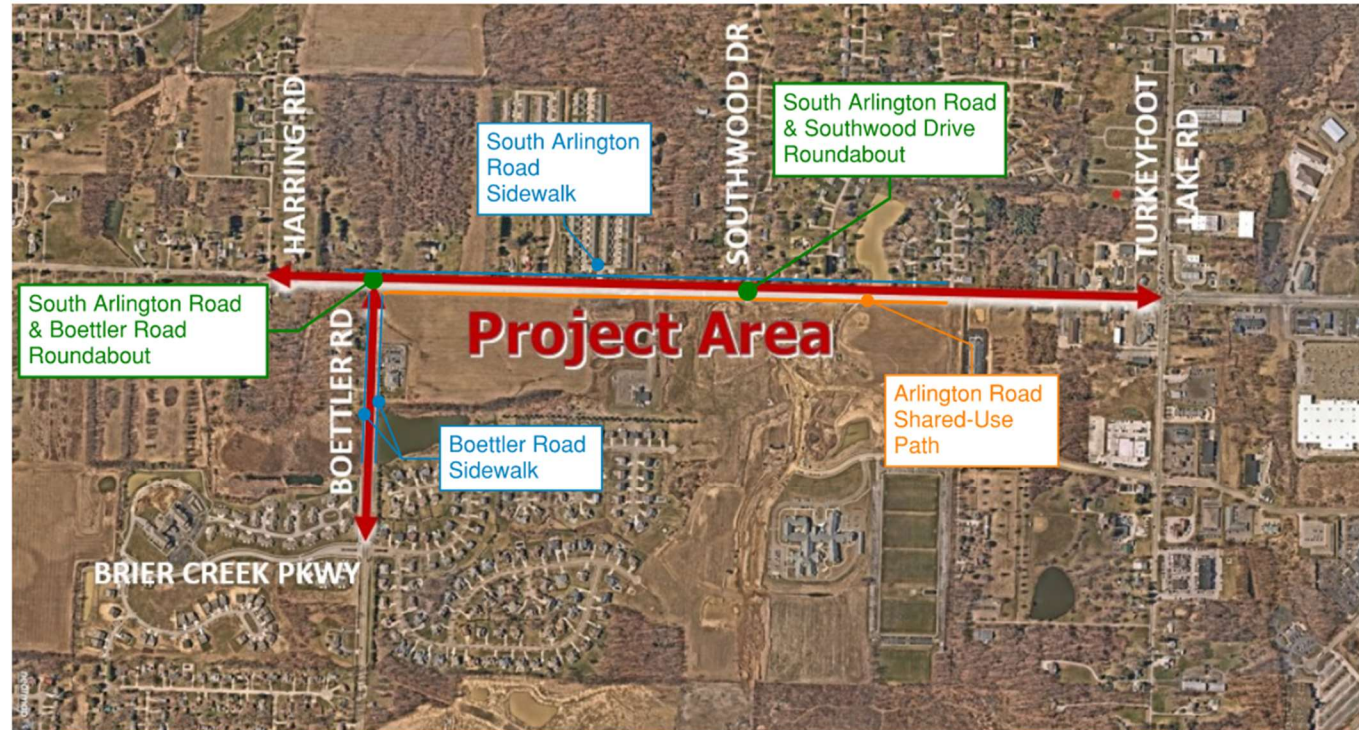 HARRING RD
SOUTHWOOD DR
TURKEYFOOT
LAKE RD
South Arlington Road
& Southwood Drive
Roundabout
South Arlington
Road
Sidewalk
South Arlington Road
& Boettler Road
Roundabout
Project Area
BOETTLER RD
Arlington Road
Shared-Use
Path
Boettler Road
Sidewalk
BRIER CREEK PKWY